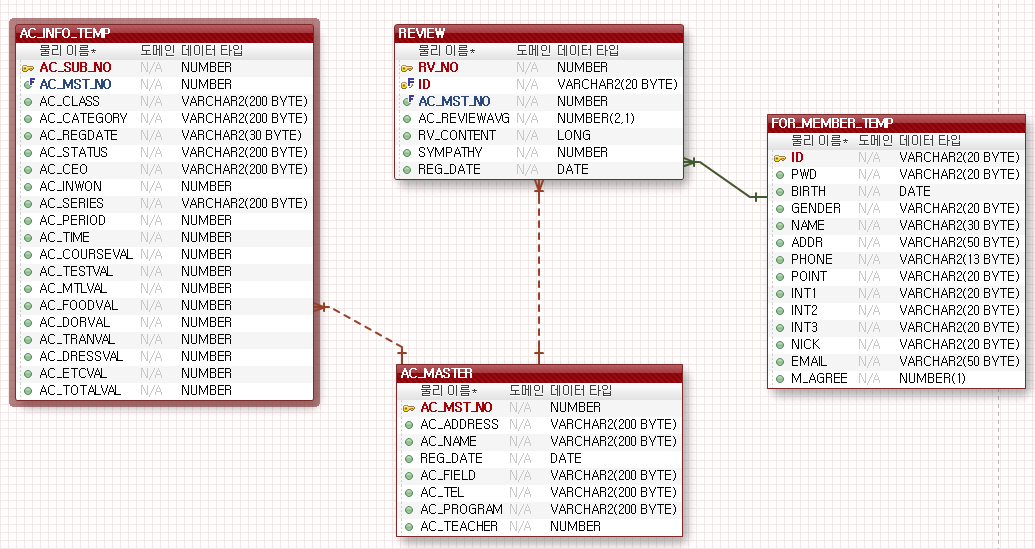 AC_INFO_TEMP
물리 이름* 도메인 데이터 타입
AC_SUB_NO N/A NUMBER
AC_MST_NO N/A NUMBER
AC_CLASS N/A VARCHAR2(200 BYTE)
AC_CATEGORY N/A VARCHAR2(200 BYTE)
AC_REGDATE N/A VARCHAR2(30 BYTE)
AC_STATUS N/A VARCHAR2(200 BYTE)
AC_CEO N/A VARCHAR2(200 BYTE)
AC_INWON N/A NUMBER
AC_SERIES N/A VARCHAR2(200 BYTE)
AC_PERIOD N/A NUMBER
AC_TIME N/A NUMBER
AC_COURSEVAL N/A NUMBER
AC_TESTVAL N/A NUMBER
AC_MTLVAL N/A NUMBER
AC_FOODVAL N/A NUMBER
AC_DORVAL N/A NUMBER
AC_TRANVAL N/A NUMBER
AC_DRESSVAL N/A NUMBER
AC_ETCVAL N/A NUMBER
AC_TOTALVAL N/A NUMBER
REVIEW
물리 이름* 도메인 데이터 타입
RV_NO N/A NUMBER
F ID N/A VARCHAR2(20 BYTE)
F AC_MST_NO N/A NUMBER
AC_REVIEWAVG N/A NUMBER(2,1)
RV_CONTENT N/A LONG
SYMPATHY N/A NUMBER
REG_DATE N/A DATE
FOR_MEMBER_TEMP
물리 이름* 도메인 데이터 타입
ID N/A VARCHAR2(20 BYTE)
PWD N/A VARCHAR2(20 BYTE)
BIRTH N/A DATE
GENDER N/A VARCHAR2(20 BYTE)
NAME N/A VARCHAR2(30 BYTE)
ADDR N/A VARCHAR2(50 BYTE)
PHONE N/A VARCHAR2(13 BYTE)
POINT N/A VARCHAR2(20 BYTE)
INT1 N/A VARCHAR2(20 BYTE)
INT2 N/A VARCHAR2(20 BYTE)
INT3 N/A VARCHAR2(20 BYTE)
NICK N/A VARCHAR2(20 BYTE)
EMAIL N/A VARCHAR2(50 BYTE)
M_AGREE N/A NUMBER(1)
AC_MASTER
물리 이름* 도메인 데이터 타입
AC_MST_NO N/A NUMBER
AC_ADDRESS N/A VARCHAR2(200 BYTE)
AC_NAME N/A VARCHAR2(200 BYTE)
REG_DATE N/A DATE
AC_FIELD N/A VARCHAR2(200 BYTE)
AC_TEL N/A VARCHAR2(200 BYTE)
AC_PROGRAM N/A VARCHAR2(200 BYTE)
AC_TEACHER N/A NUMBER